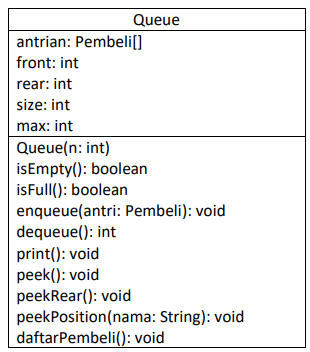 Queue
antrian: Pembeli[]
front: int
rear: int
size: int
max: int
Queue(n: int)
isEmpty(): boolean
isFull(): boolean
enqueue(antri: Pembeli): void
dequeue(): int
print(): void
peek(): void
peekRear(): void
peekPosition(nama: String): void
daftarPembeli(): void